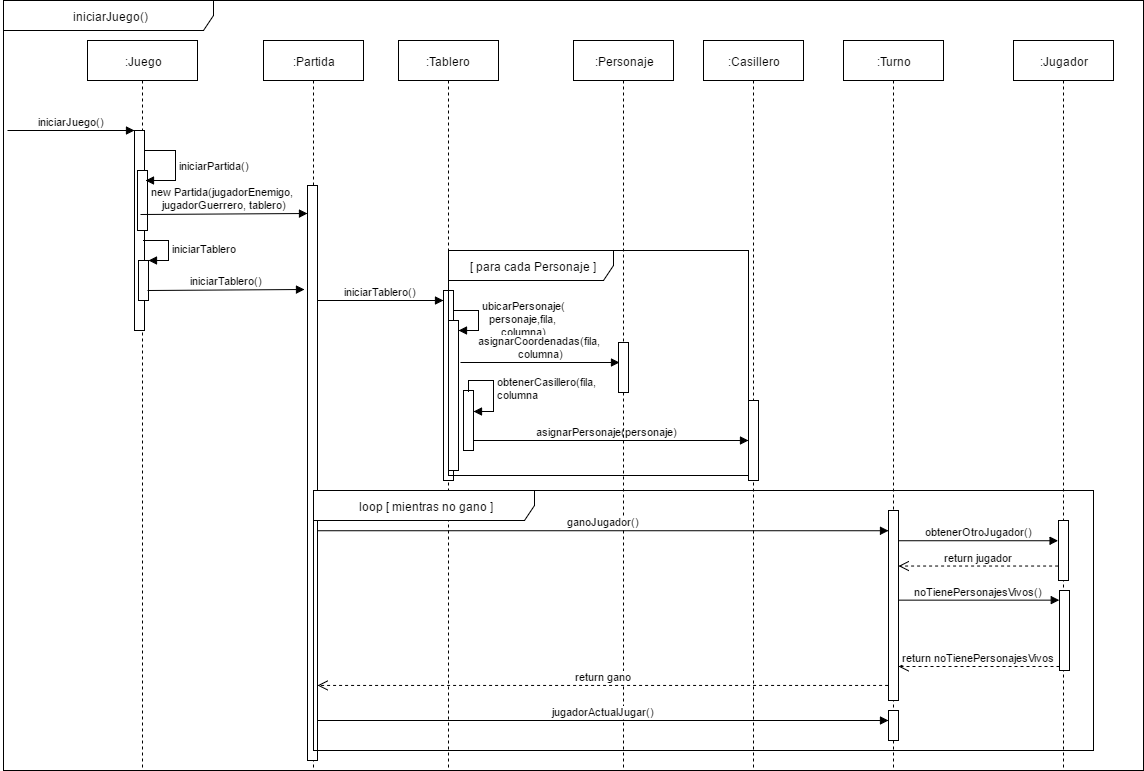 iniciarJuego()
:Juego
:Partida
:Tablero
:Personaje
:Casillero
:Turno
:Jugador
iniciarJuego()
iniciarPartida()
new Partida(jugadorEnemigo,
jugadorGuerrero, tablero)
iniciarTablero
iniciarTablero()
[ para cada Personaje ]
iniciarTablero()
ubicarPersonaje(
personaje,fila,
columna)
asignarCoordenadas(fila,
columna)
obtenerCasillero(fila,
columna
asignarPersonaje(personaje)
loop [ mientras no gano ]
ganoJugador()
obtenerOtroJugador()
return jugador
noTienePersonajesVivos()
return noTienePersonajesVivos
return gano
jugadorActualJugar()